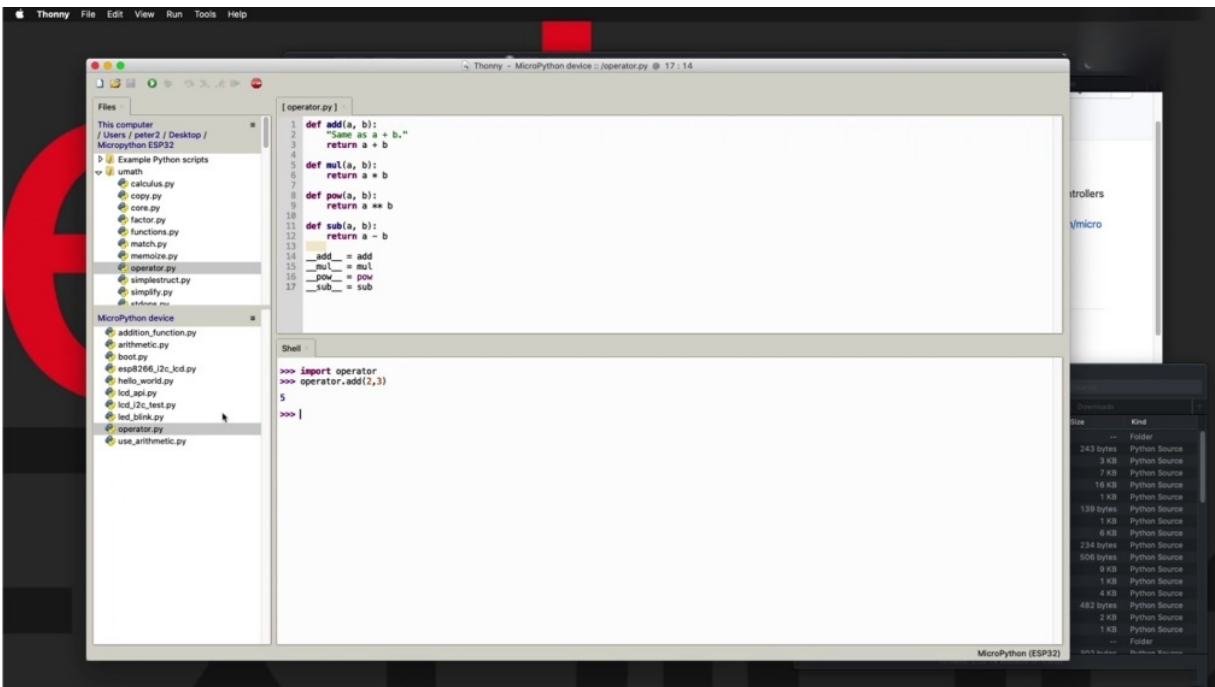 Thonny File Edit View Run Tools Help
Thonny - MicroPython device :: /operator.py @ 17 : 14
Files
This computer
/ Users / peter2 / Desktop /
Micropython ESP32
Example Python scripts
umath
calculus.py
copy.py
core.py
factor.py
functions.py
match.py
memoize.py
operator.py
simplestruct.py
simplify.py
MicroPython device
addition_function.py
arithmetic.py
boot.py
esp8266_i2c_lcd.py
hello_world.py
lcd_api.py
lcd_i2c_test.py
led_blink.py
operator.py
use_arithmetic.py
[ operator.py ]
1 def add(a, b):
2 "Same as a + b."
3 return a + b
4
5 def mul(a, b):
6 return a * b
7
8 def pow(a, b):
9 return a ** b
10
11 def sub(a, b):
12 return a - b
13
14 __add__ = add
15 __mul__ = mul
16 __pow__ = pow
17 __sub__ = sub
Shell
>>> import operator
>>> operator.add(2,3)
5
>>>
MicroPython (ESP32)
ntrollers
n/micro
Downloads
Size Kind
-- Folder
243 bytes Python Source
3 KB Python Source
7 KB Python Source
16 KB Python Source
1 KB Python Source
139 bytes Python Source
1 KB Python Source
6 KB Python Source
234 bytes Python Source
506 bytes Python Source
9 KB Python Source
1 KB Python Source
4 KB Python Source
482 bytes Python Source
2 KB Python Source
1 KB Python Source
-- Folder